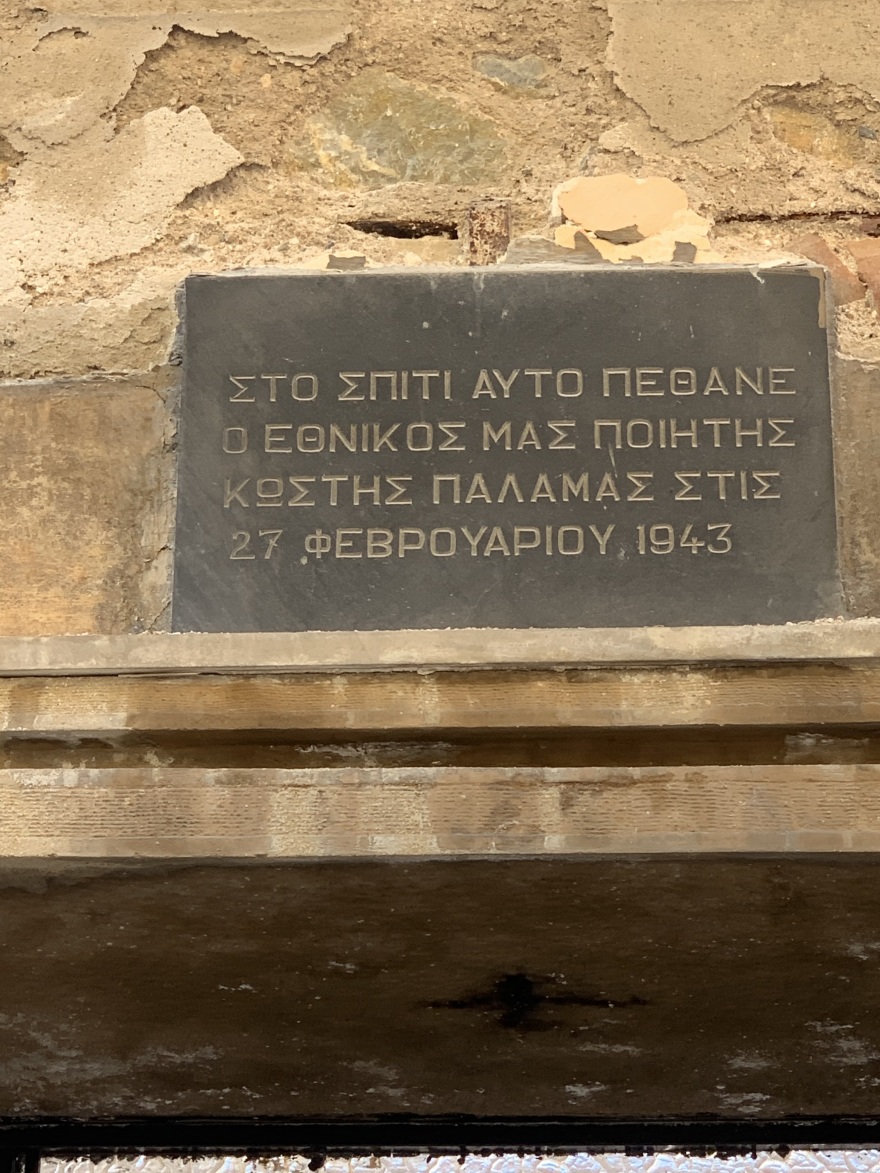 ΣΤΟ ΣΠΙΤΙ ΑΥΤΟ ΠΕΘΑΝΕ
Ο ΕΘΝΙΚΟΣ ΜΑΣ ΠΟΙΗΤΗΣ
ΚΩΣΤΗΣ ΠΑΛΑΜΑΣ ΣΤΙΣ
27 ΦΕΒΡΟΥΑΡΙΟΥ 1943